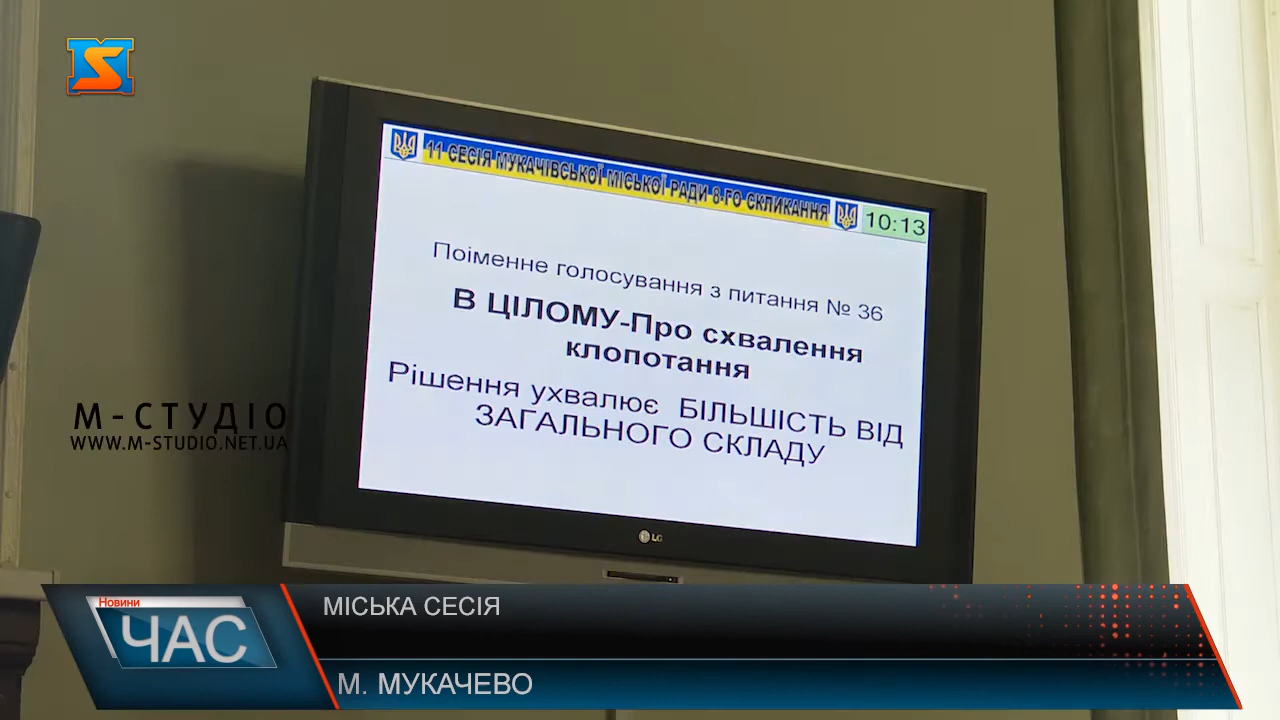 11 СЕСІЯ МУКАЧІВСЬКОЇ МІСЬКОЇ РАДИ 8-ГО СКЛИКАННЯ
10:13
Поіменне голосування з питання № 36
В ЦІЛОМУ-Про схвалення
клопотання
Рішення ухвалює БІЛЬШІСТЬ ВІД
ЗАГАЛЬНОГО СКЛАДУ
М-СТУДІО
WWW.M-STUDIO.NET.UA
LG
Новини
ЧАС
МІСЬКА СЕСІЯ
М. МУКАЧЕВО